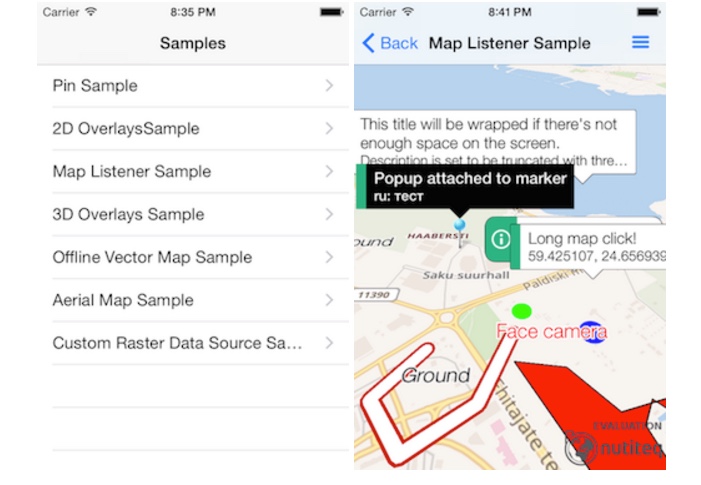 Carrier
8:35 PM
Samples
Pin Sample
2D OverlaysSample
Map Listener Sample
3D Overlays Sample
Offline Vector Map Sample
Aerial Map Sample
Custom Raster Data Source Sa...
Carrier
8:41 PM
Back
Map Listener Sample
This title will be wrapped if there's not
enough space on the screen.
Description is set to be truncated with thre...
Popup attached to marker
ru: тест
HAABERSTI
ound
Long map click!
59.425107, 24.656939
Saku suurhall
Paldiski m
11390
Face camera
Ground
hitajate te
EVALUATION
nutiteq